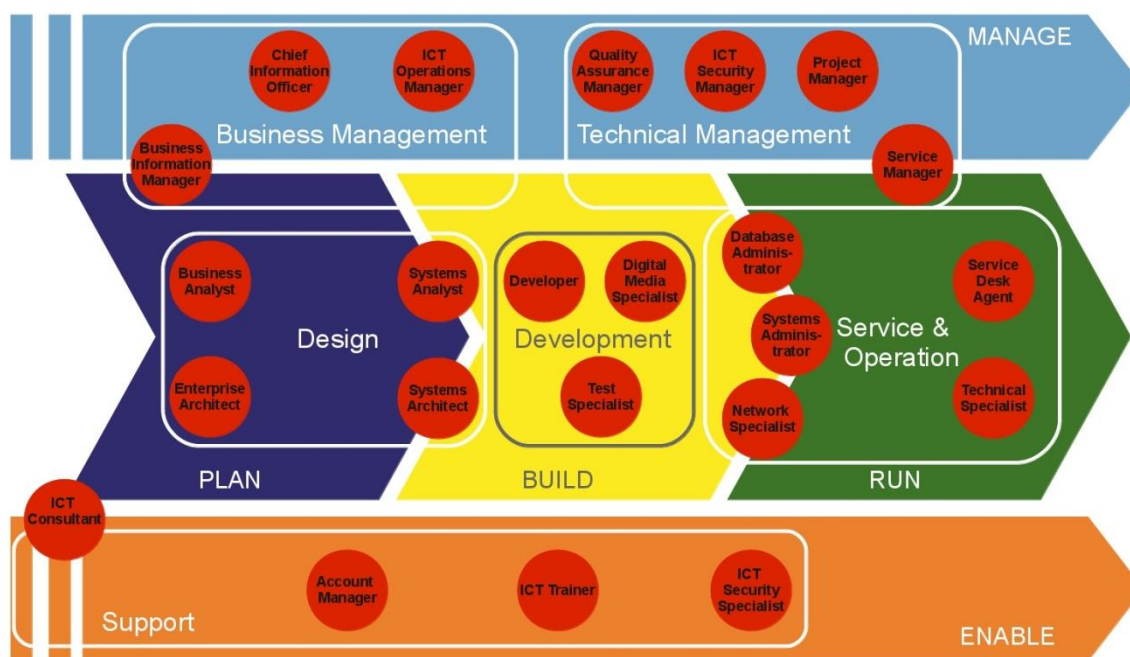 MANAGE
Chief
Information
Officer
ICT
Operations
Manager
Quality
Assurance
Manager
ICT
Security
Manager
Project
Manager
Business Management
Technical Management
Business
Information
Manager
Service
Manager
Business
Analyst
Systems
Analyst
Enterprise
Architect
Systems
Architect
Design
PLAN
Developer
Digital
Media
Specialist
Development
Test
Specialist
BUILD
Database
Adminis-
trator
Systems
Adminis-
trator
Network
Specialist
Service &
Operation
Service
Desk
Agent
Technical
Specialist
RUN
ICT
Consultant
Account
Manager
ICT Trainer
ICT
Security
Specialist
Support
ENABLE